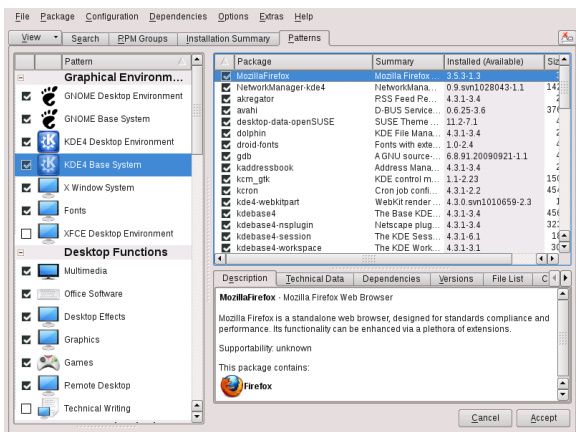 File Package Configuration Dependencies Options Extras Help
View Search RPM Groups Installation Summary Patterns
Pattern
Graphical Environm...
GNOME Desktop Environment
GNOME Base System
KDE4 Desktop Environment
KDE4 Base System
X Window System
Fonts
XFCE Desktop Environment
Desktop Functions
Multimedia
Office Software
Desktop Effects
Graphics
Games
Remote Desktop
Technical Writing
Package Summary Installed (Available) Size
MozillaFirefox Mozilla Firefox ... 3.5.3-1.3
NetworkManager-kde4 NetworkMana... 0.9.svn1028043-1.1 142
akregator RSS Feed Re... 4.3.1-3.4
avahi D-BUS Service... 0.6.25-3.6 376
desktop-data-openSUSE SUSE Theme ... 11.2-7.1
dolphin KDE File Mana... 4.3.1-3.4
droid-fonts Fonts with exte... 1.0-2.4
gdb A GNU source-... 6.8.91.20090921-1.1
kaddressbook Address Mana... 4.3.1-3.4
kcm_gtk KDE control m... 1.1-2.23 150
kcron Cron job confi... 4.3.1-2.2 454
kde4-webkitpart WebKit render ... 4.3.0.svn1010659-2.3
kdebase4 The Base KDE... 4.3.1-3.4 456
kdebase4-nsplugin Netscape plug... 4.3.1-3.4 323
kdebase4-session The KDE Sess... 4.3.1-6.1
kdebase4-workspace The KDE Work... 4.3.1-3.1
Description Technical Data Dependencies Versions File List C
MozillaFirefox - Mozilla Firefox Web Browser
Mozilla Firefox is a standalone web browser, designed for standards compliance and
performance. Its functionality can be enhanced via a plethora of extensions.
Supportability: unknown
This package contains:
Firefox
Cancel Accept